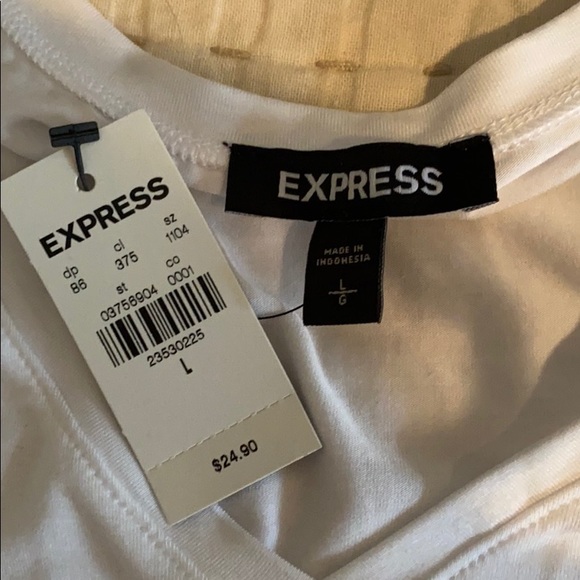 EXPRESS
dp cl sz
86 375 1104
st co
03756904 0001
23530225
L
$24.90
EXPRESS
MADE IN
INDONESIA
L
G